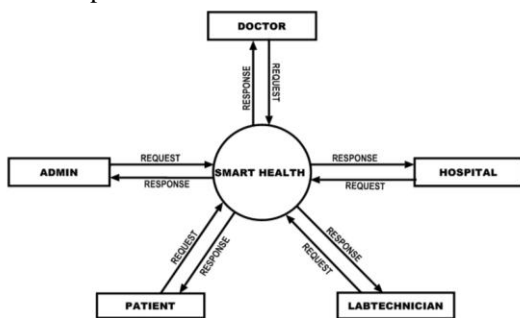 DOCTOR
RESPONSE
REQUEST
REQUEST
RESPONSE
ADMIN
RESPONSE
SMART HEALTH
REQUEST
HOSPITAL
REQUEST
RESPONSE
REQUEST
RESPONSE
PATIENT
LABTECHNICIAN